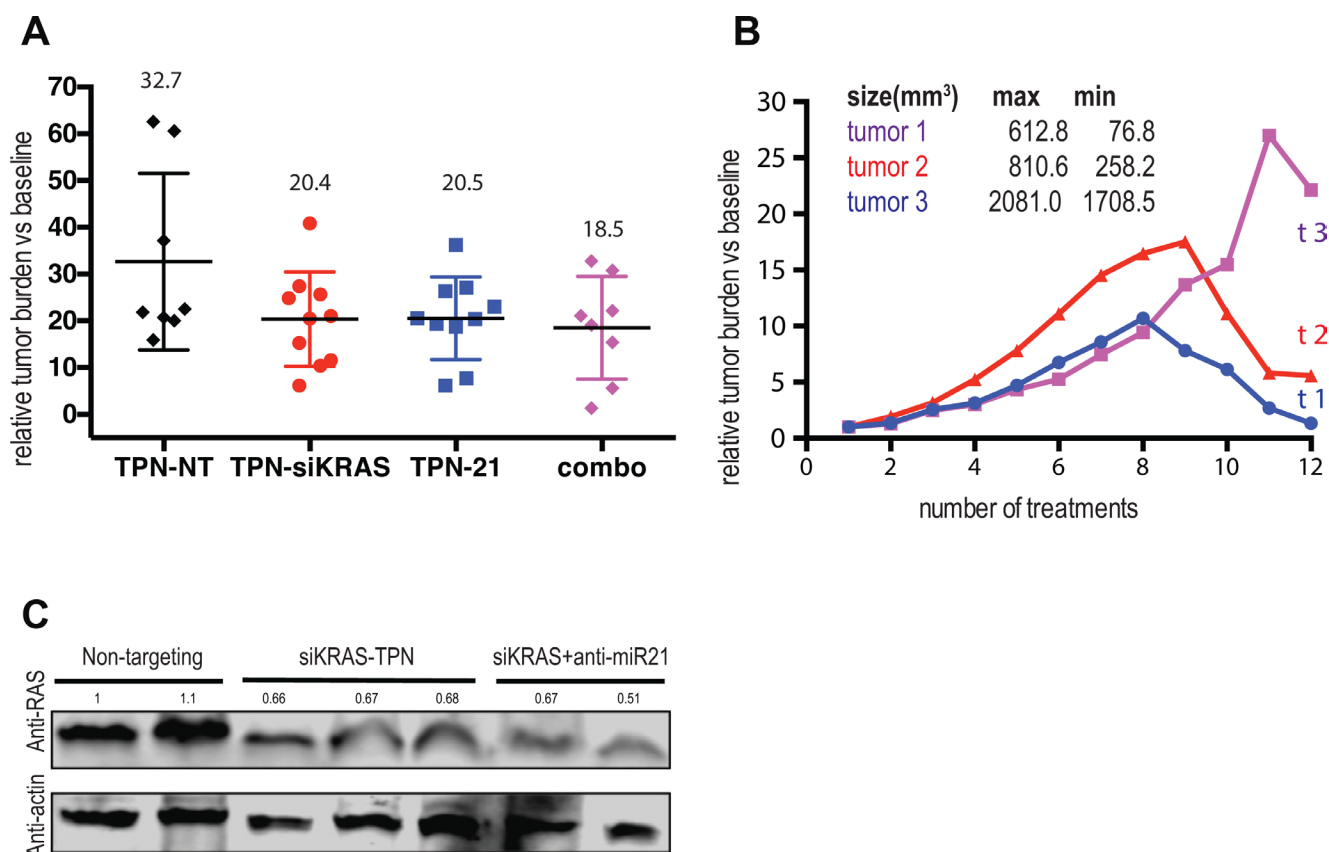 A
relative tumor burden vs baseline
70
60
50
40
30
20
10
0
32.7
20.4
20.5
18.5
TPN-NT TPN-siKRAS TPN-21 combo
B
relative tumor burden vs baseline
30
25
20
15
10
5
0
size(mm³) max min
tumor 1 612.8 76.8
tumor 2 810.6 258.2
tumor 3 2081.0 1708.5
t 3
t 2
t 1
0 2 4 6 8 10 12
number of treatments
C
Non-targeting siKRAS-TPN siKRAS+anti-miR21
1 1.1 0.66 0.67 0.68 0.67 0.51
Anti-RAS
Anti-actin